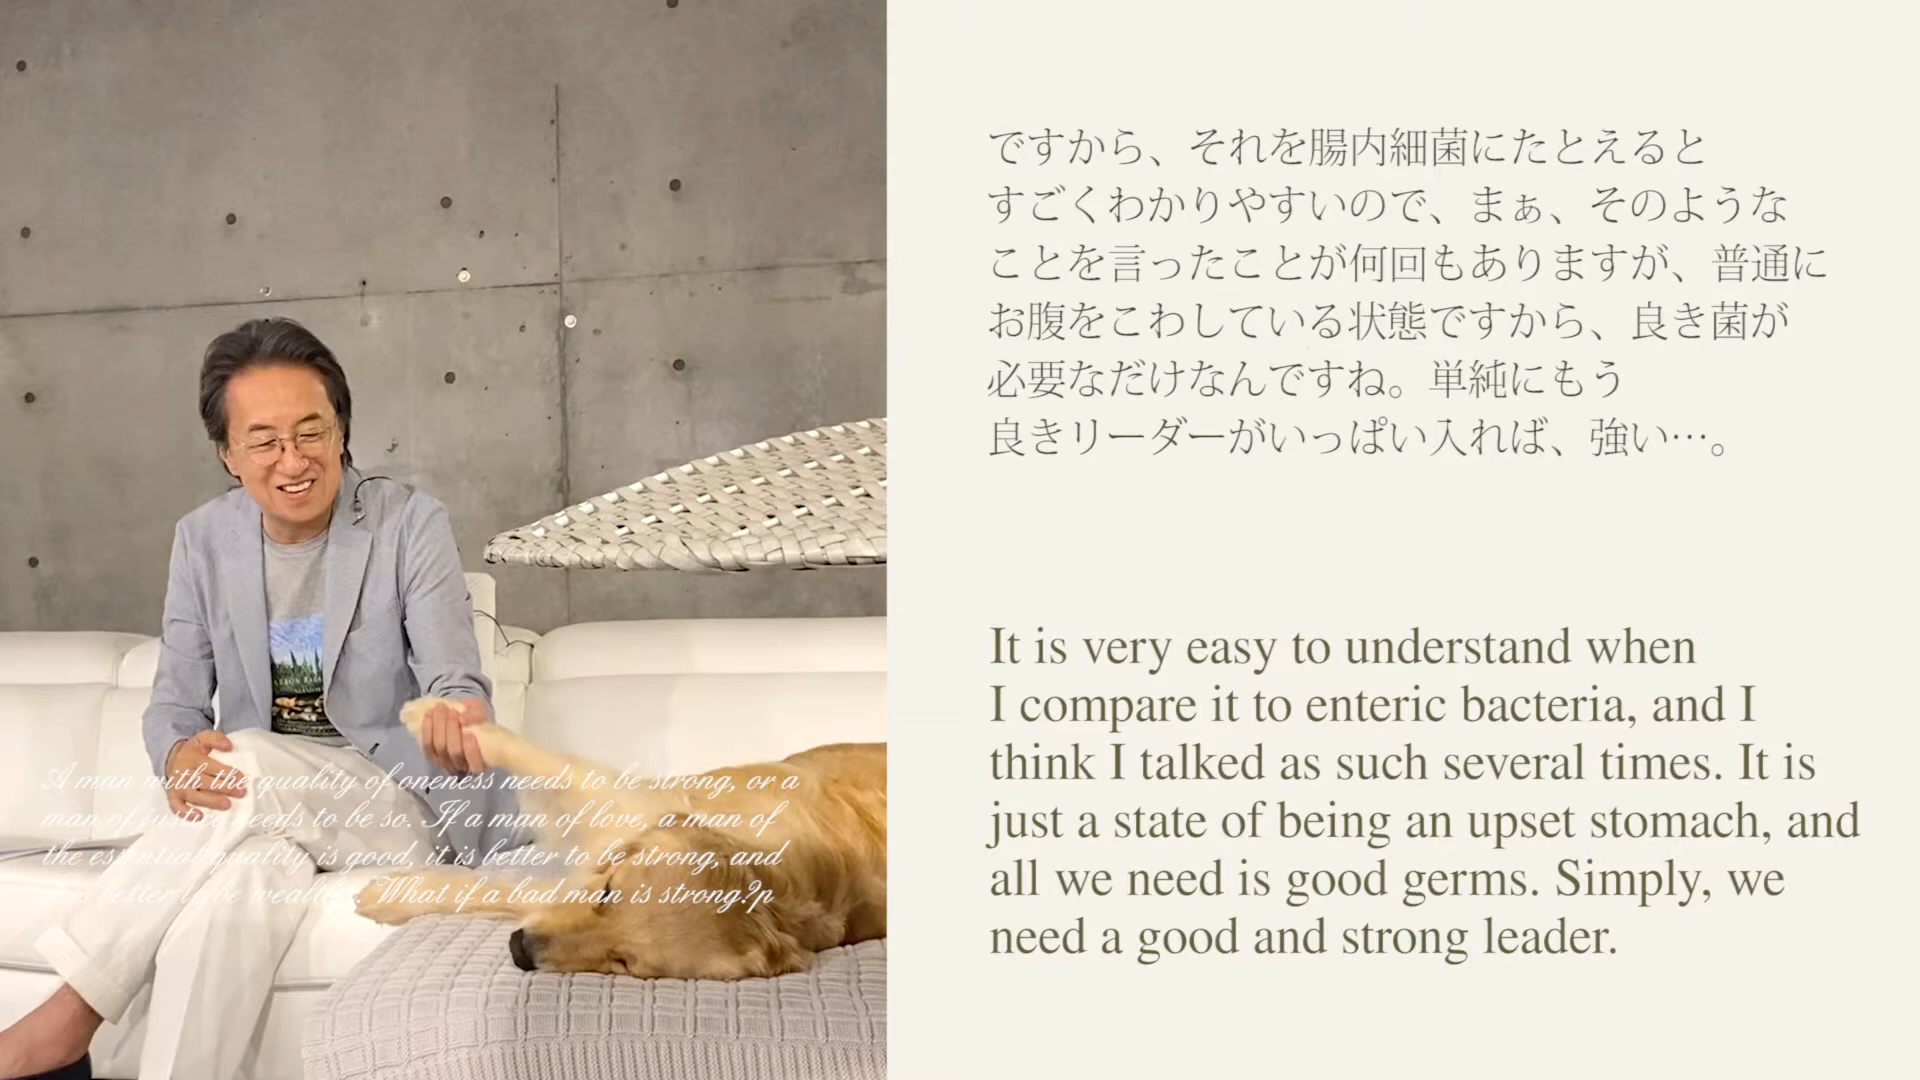 ですから、それを腸内細菌にたとえると
すごくわかりやすいので、まぁ、そのような
ことを言ったことが何回もありますが、普通に
お腹をこわしている状態ですから、良き菌が
必要なだけなんですね。単純にもう
良きリーダーがいっぱい入れば、強い…。
It is very easy to understand when
I compare it to enteric bacteria, and I
think I talked as such several times. It is
just a state of being an upset stomach, and
all we need is good germs. Simply, we
need a good and strong leader.
A man with the quality of oneness needs to be strong, or a
man of justice needs to be so. If a man of love, a man of
the essential quality is good, it is better to be strong, and
better to be wealthy. What if a bad man is strong?p